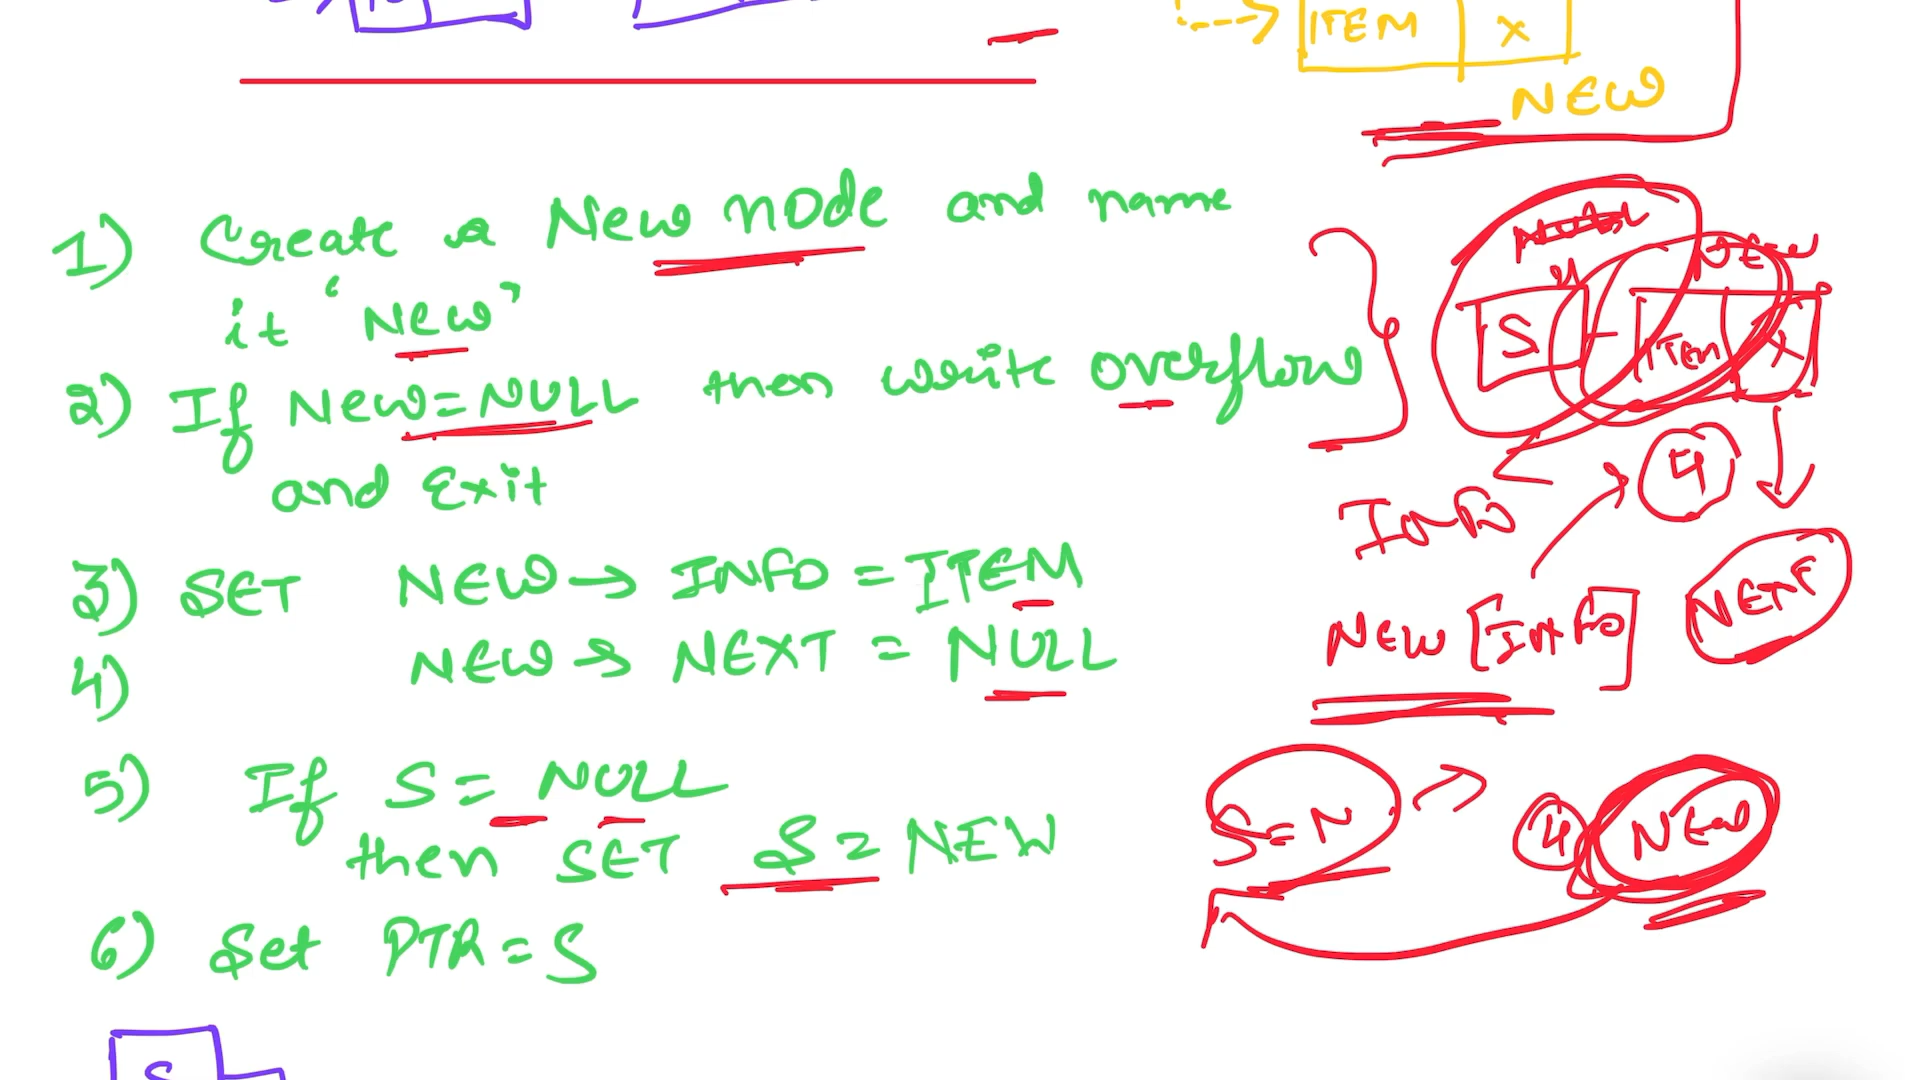 ITEM X
NEW
1) Create a New node and name
it 'New'
2) If New=NULL then write overflow
and Exit
3) SET NEW → INFO = ITEM
4) NEW → NEXT = NULL
5) If S = NULL
then SET S = NEW
6) Set PTR = S
NEW
S ITEM X
INFO 4
NEW [Info] NEXT
S=N 4 NEW
S